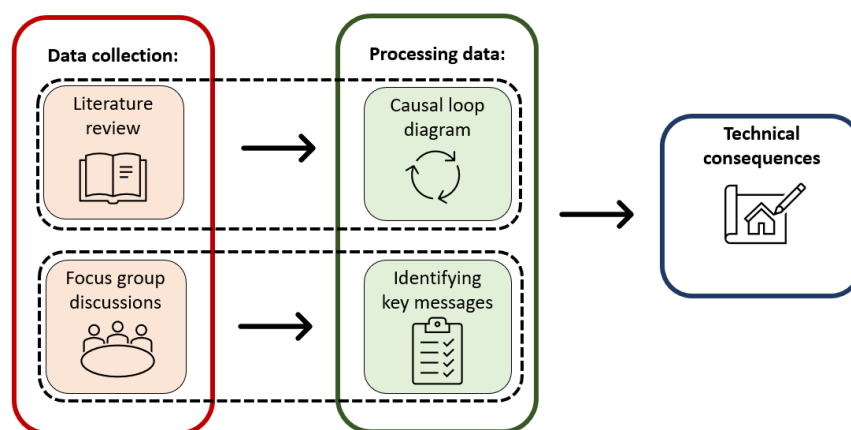 Data collection:
Processing data:
Literature
review
Causal loop
diagram
Technical
consequences
Focus group
discussions
Identifying
key messages